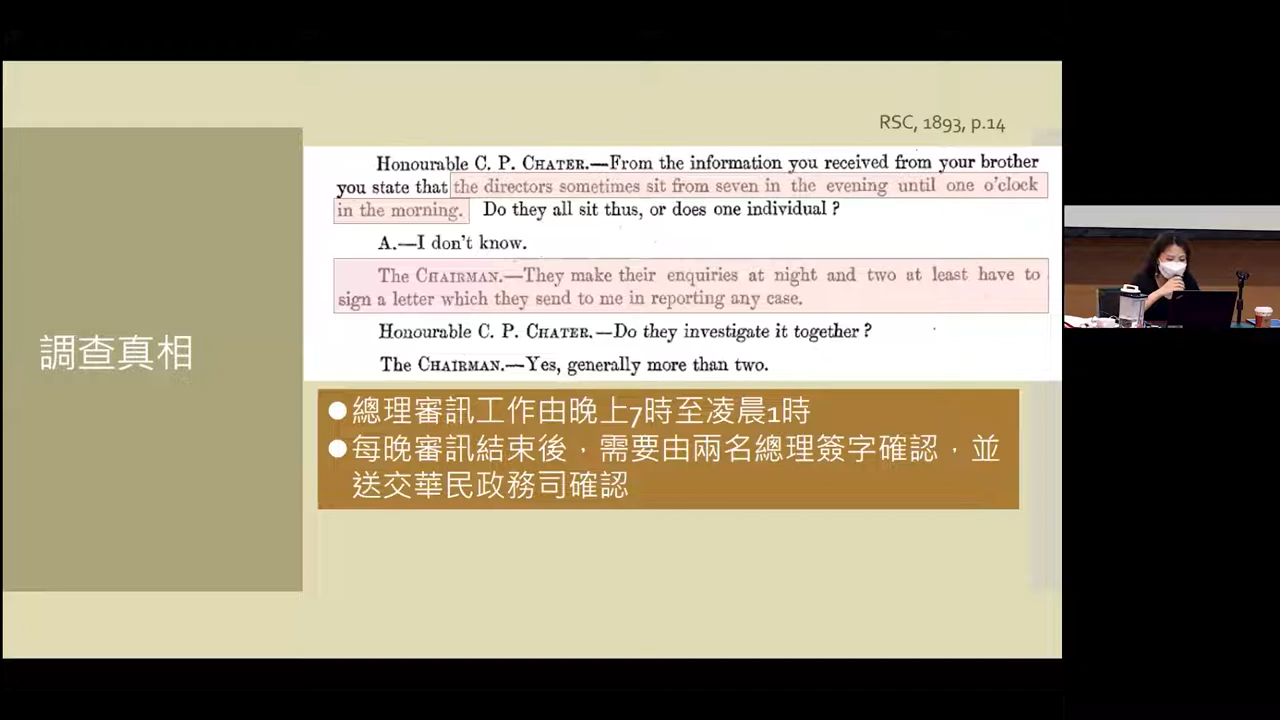 RSC, 1893, p.14
Honourable C. P. CHATER.—From the information you received from your brother
you state that the directors sometimes sit from seven in the evening until one o'clock
in the morning. Do they all sit thus, or does one individual ?
A.—I don't know.
The CHAIRMAN.—They make their enquiries at night and two at least have to
sign a letter which they send to me in reporting any case.
Honourable C. P. CHATER.—Do they investigate it together ?
The CHAIRMAN.—Yes, generally more than two.
調查真相
●總理審訊工作由晚上7時至凌晨1時
●每晚審訊結束後，需要由兩名總理簽字確認，並
送交華民政務司確認